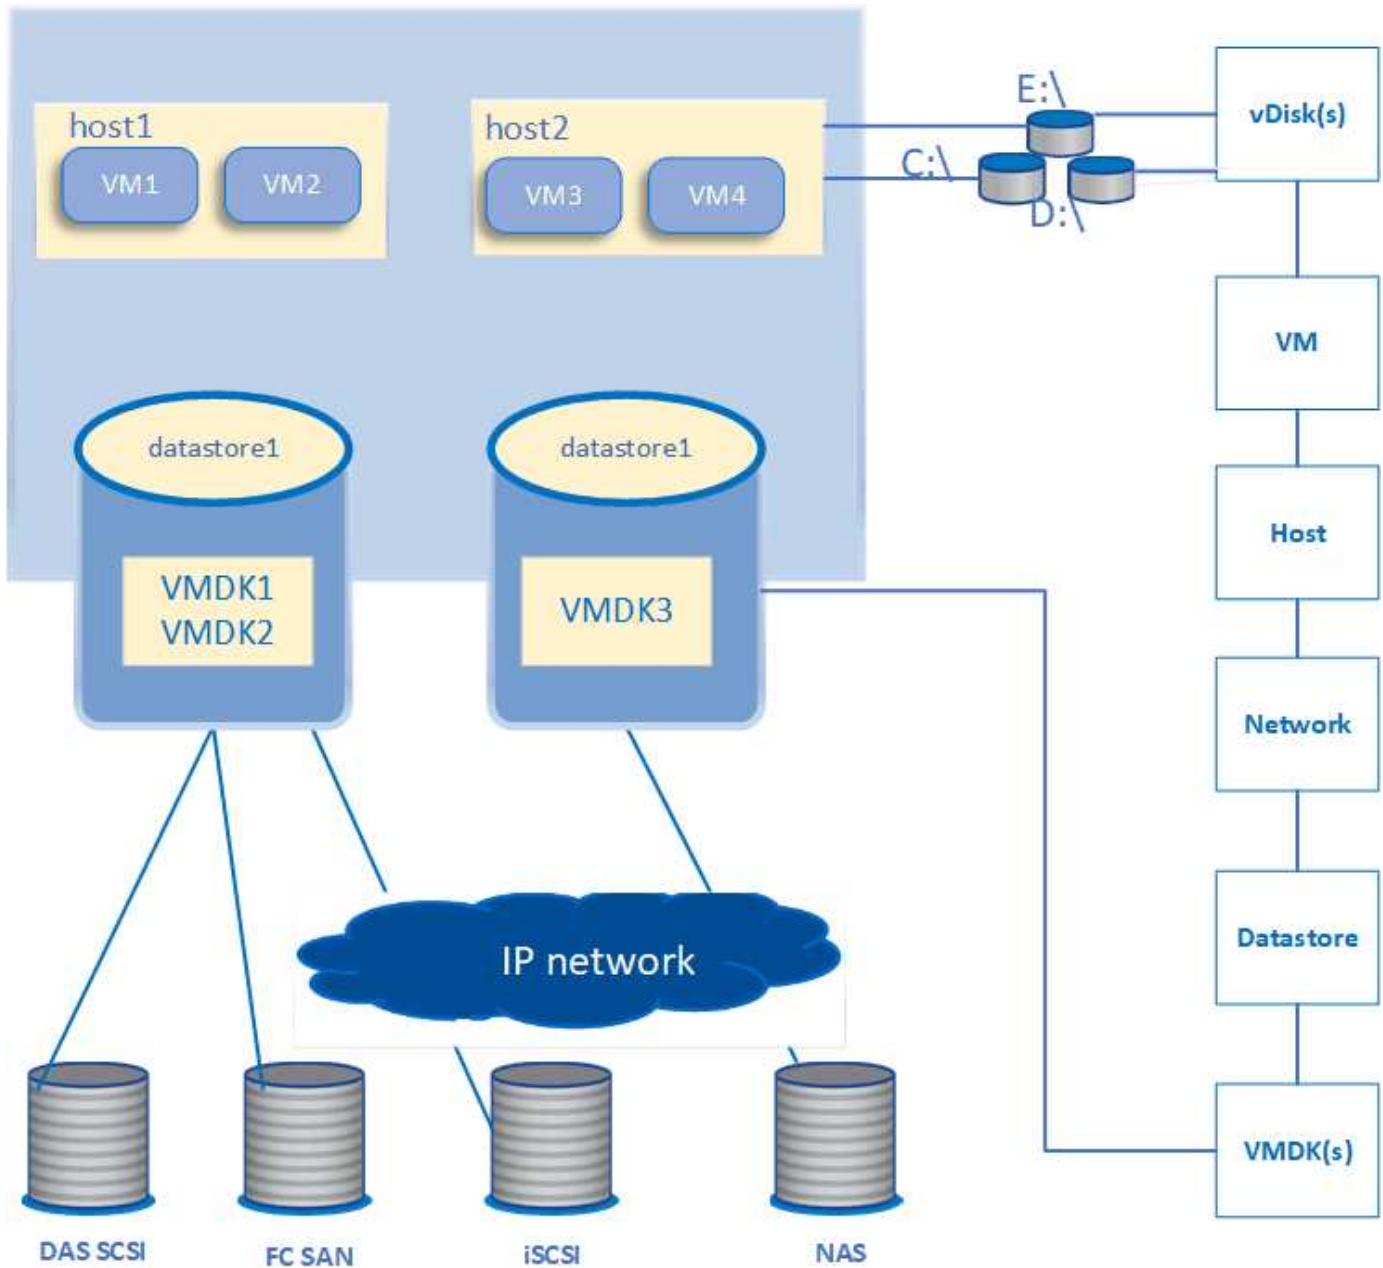 E:\
vDisk(s)
host1
host2
C:\
VM1
VM2
VM3
VM4
D:\
VM
datastore1
datastore1
Host
VMDK1
VMDK2
VMDK3
Network
IP network
Datastore
VMDK(s)
DAS SCSI
FC SAN
iSCSI
NAS